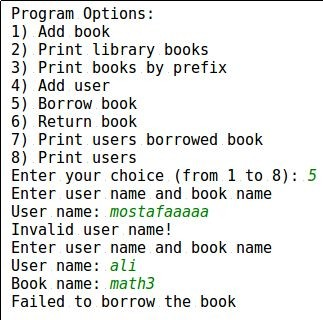 Program Options:
1) Add book
2) Print library books
3) Print books by prefix
4) Add user
5) Borrow book
6) Return book
7) Print users borrowed book
8) Print users
Enter your choice (from 1 to 8): 5
Enter user name and book name
User name: mostafaaaaa
Invalid user name!
Enter user name and book name
User name: ali
Book name: math3
Failed to borrow the book